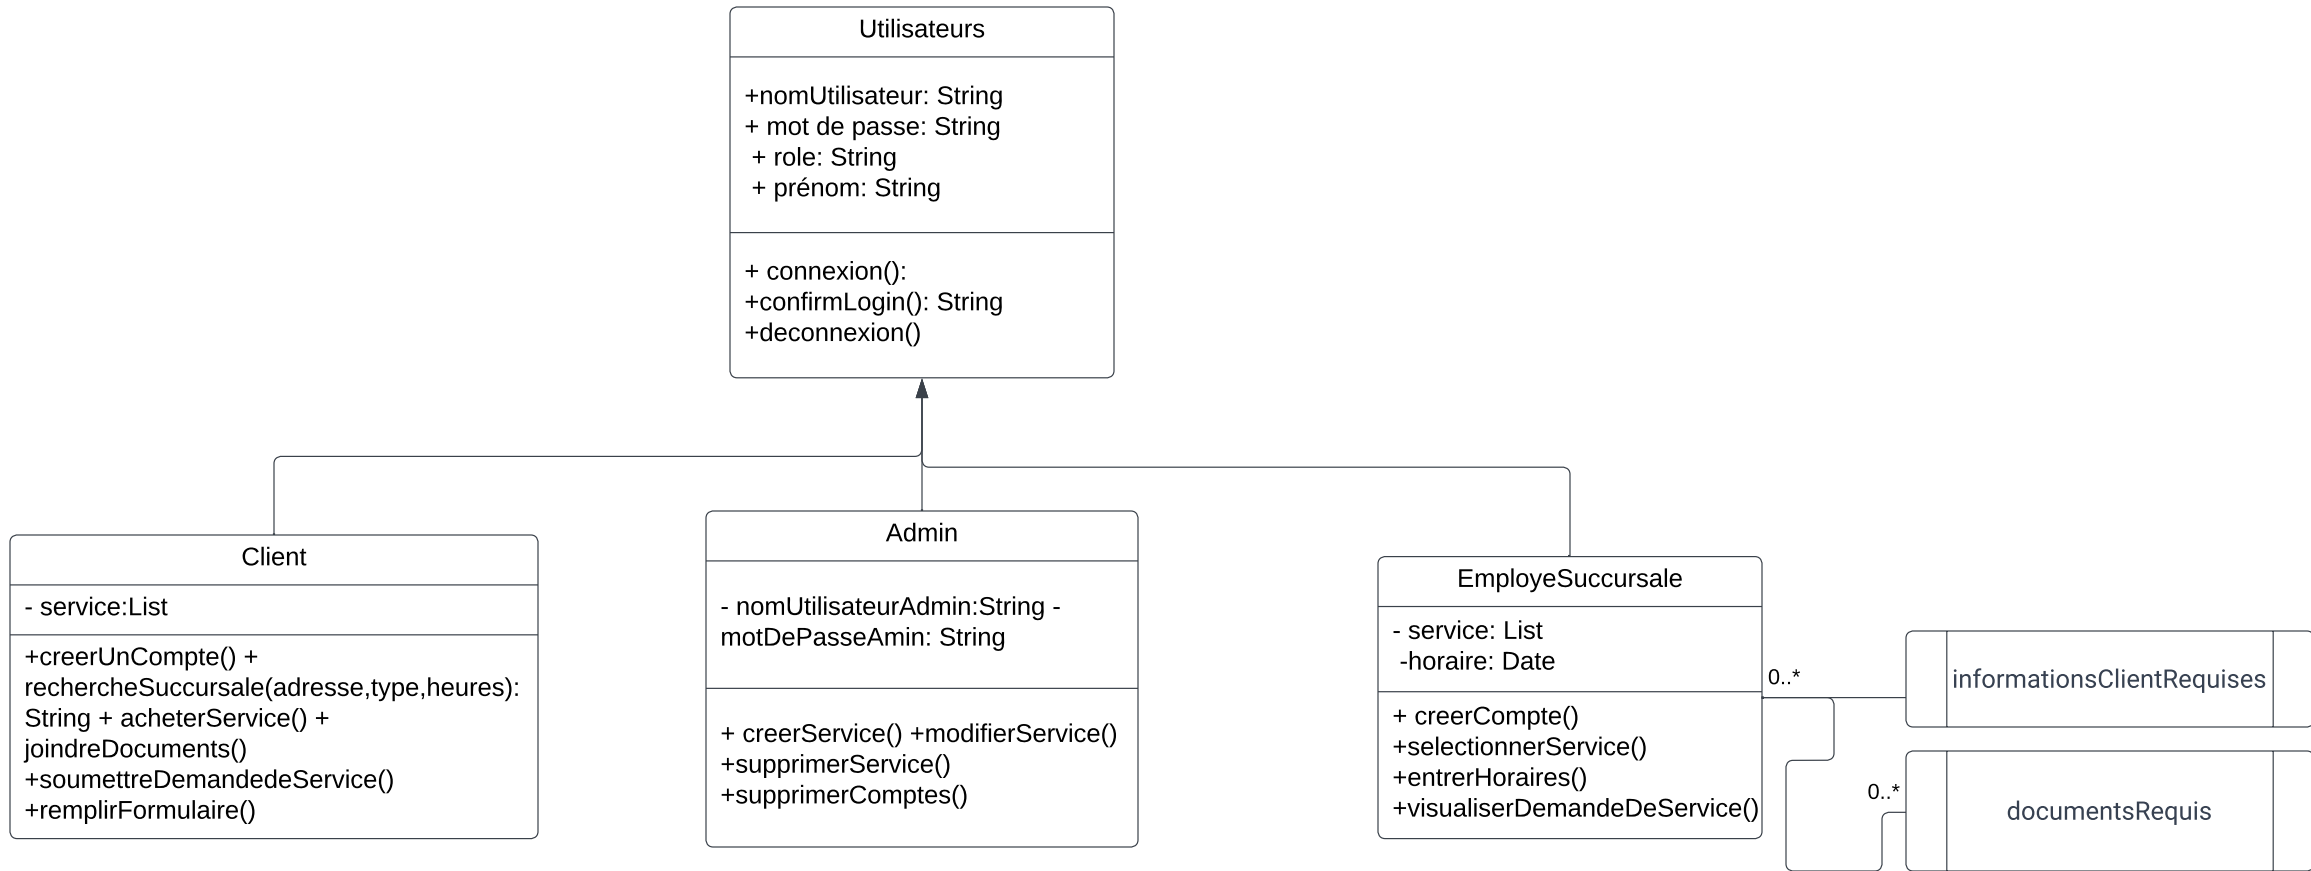 Utilisateurs
+nomUtilisateur: String
+ mot de passe: String
+ role: String
+ prénom: String
+ connexion():
+confirmLogin(): String
+deconnexion()
Client
- service:List
+creerUnCompte() +
rechercheSuccursale(adresse,type,heures):
String + acheterService() +
joindreDocuments()
+soumettreDemandedeService()
+remplirFormulaire()
Admin
- nomUtilisateurAdmin:String -
motDePasseAmin: String
+ creerService() +modifierService()
+supprimerService()
+supprimerComptes()
EmployeSuccursale
- service: List
-horaire: Date
+ creerCompte()
+selectionnerService()
+entrerHoraires()
+visualiserDemandeDeService()
0..*
informationsClientRequises
0..*
documentsRequis